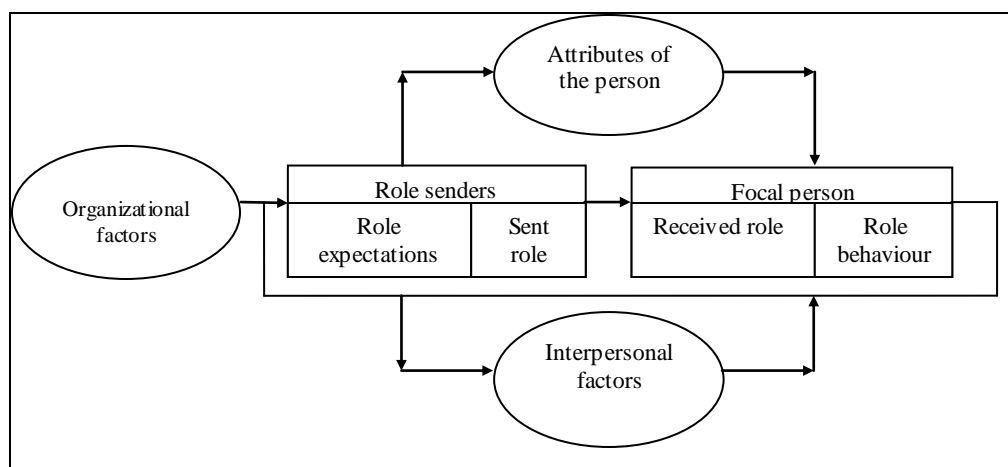 Attributes of
the person
Organizational
factors
Role senders
Role
expectations
Sent
role
Focal person
Received role
Role
behaviour
Interpersonal
factors